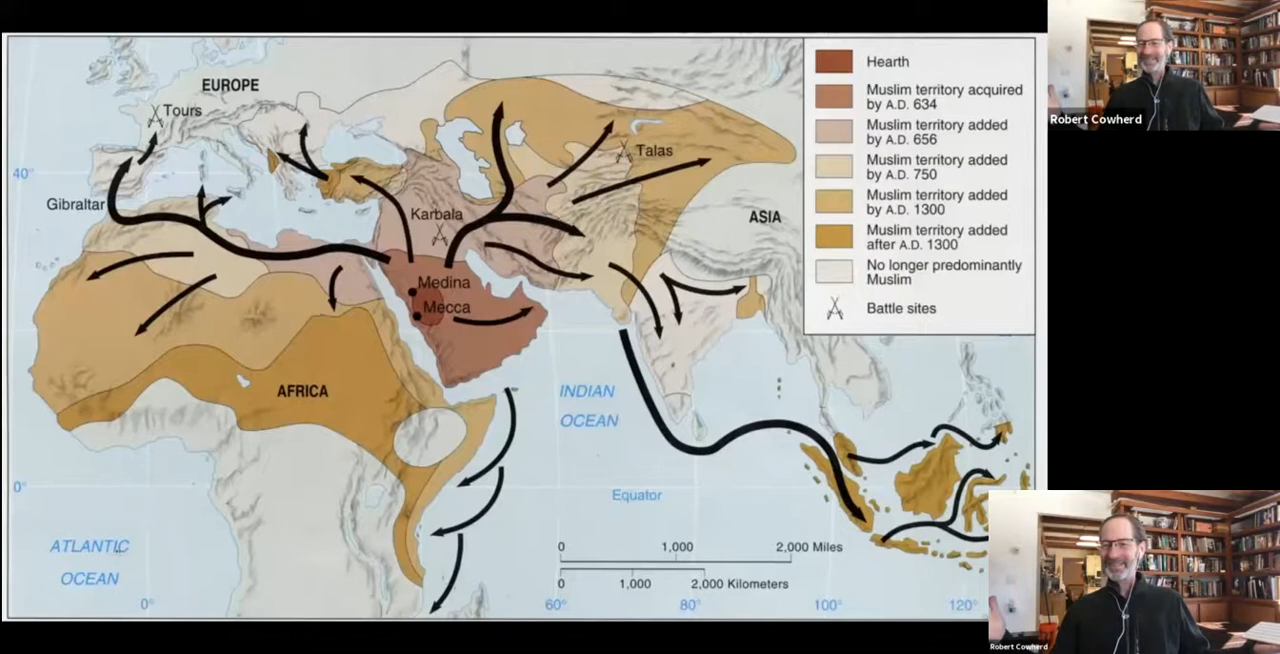 EUROPE
Tours
40°
Gibraltar
Talas
Karbala
ASIA
Medina
Mecca
AFRICA
INDIAN
OCEAN
0°
Equator
ATLANTIC
OCEAN
0 1,000 2,000 Miles
0 1,000 2,000 Kilometers
0° 60° 80° 100° 120°
Hearth
Muslim territory acquired
by A.D. 634
Muslim territory added
by A.D. 656
Muslim territory added
by A.D. 750
Muslim territory added
by A.D. 1300
Muslim territory added
after A.D. 1300
No longer predominantly
Muslim
Battle sites
Robert Cowherd
Robert Cowherd